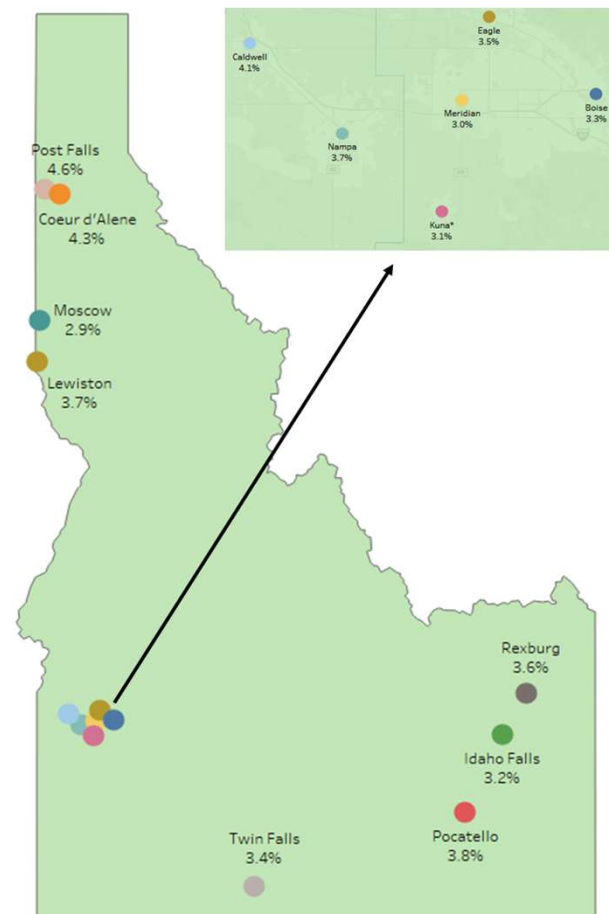 Eagle
3.5%
Caldwell
4.1%
Boise
3.3%
Meridian
3.0%
Nampa
3.7%
Kuna*
3.1%
Post Falls
4.6%
Coeur d'Alene
4.3%
Moscow
2.9%
Lewiston
3.7%
Rexburg
3.6%
Idaho Falls
3.2%
Pocatello
3.8%
Twin Falls
3.4%